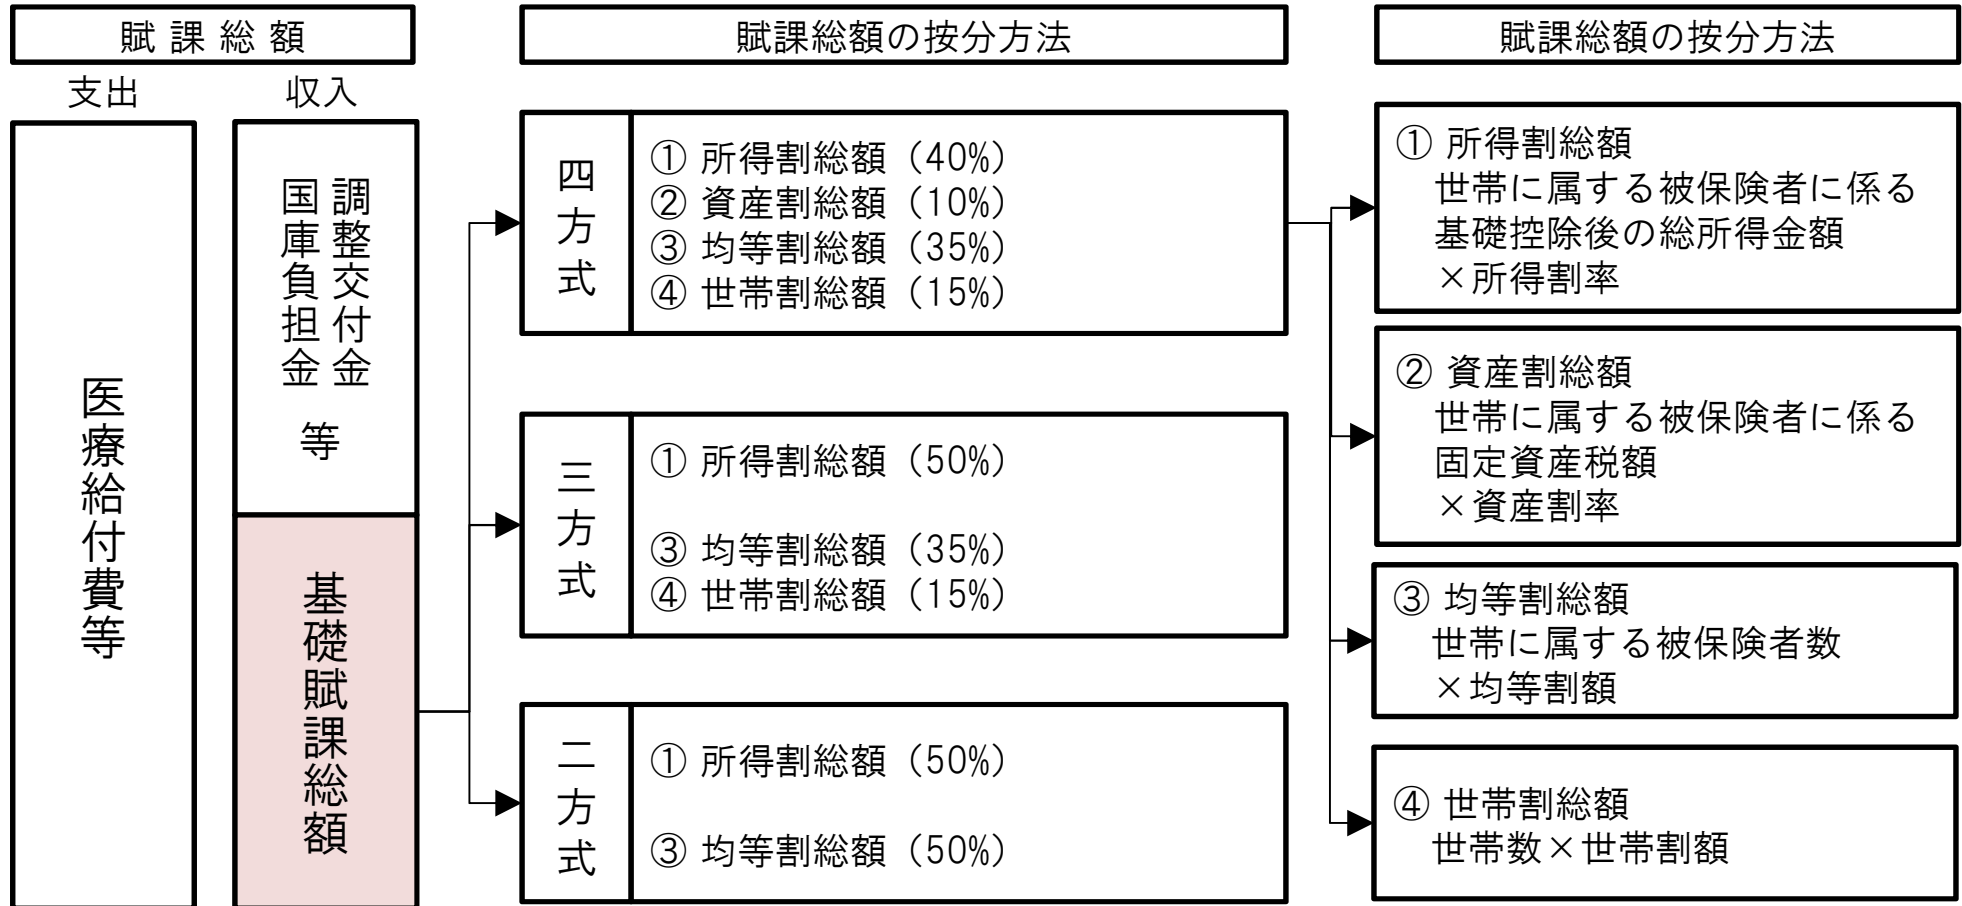 賦 課 総 額
支出
収入
医療給付費等
調整交付金
国庫負担金
等
基礎賦課総額
賦課総額の按分方法
四方式
① 所得割総額（40%）
② 資産割総額（10%）
③ 均等割総額（35%）
④ 世帯割総額（15%）
三方式
① 所得割総額（50%）
③ 均等割総額（35%）
④ 世帯割総額（15%）
二方式
① 所得割総額（50%）
③ 均等割総額（50%）
賦課総額の按分方法
① 所得割総額
世帯に属する被保険者に係る
基礎控除後の総所得金額
×所得割率
② 資産割総額
世帯に属する被保険者に係る
固定資産税額
×資産割率
③ 均等割総額
世帯に属する被保険者数
×均等割額
④ 世帯割総額
世帯数×世帯割額